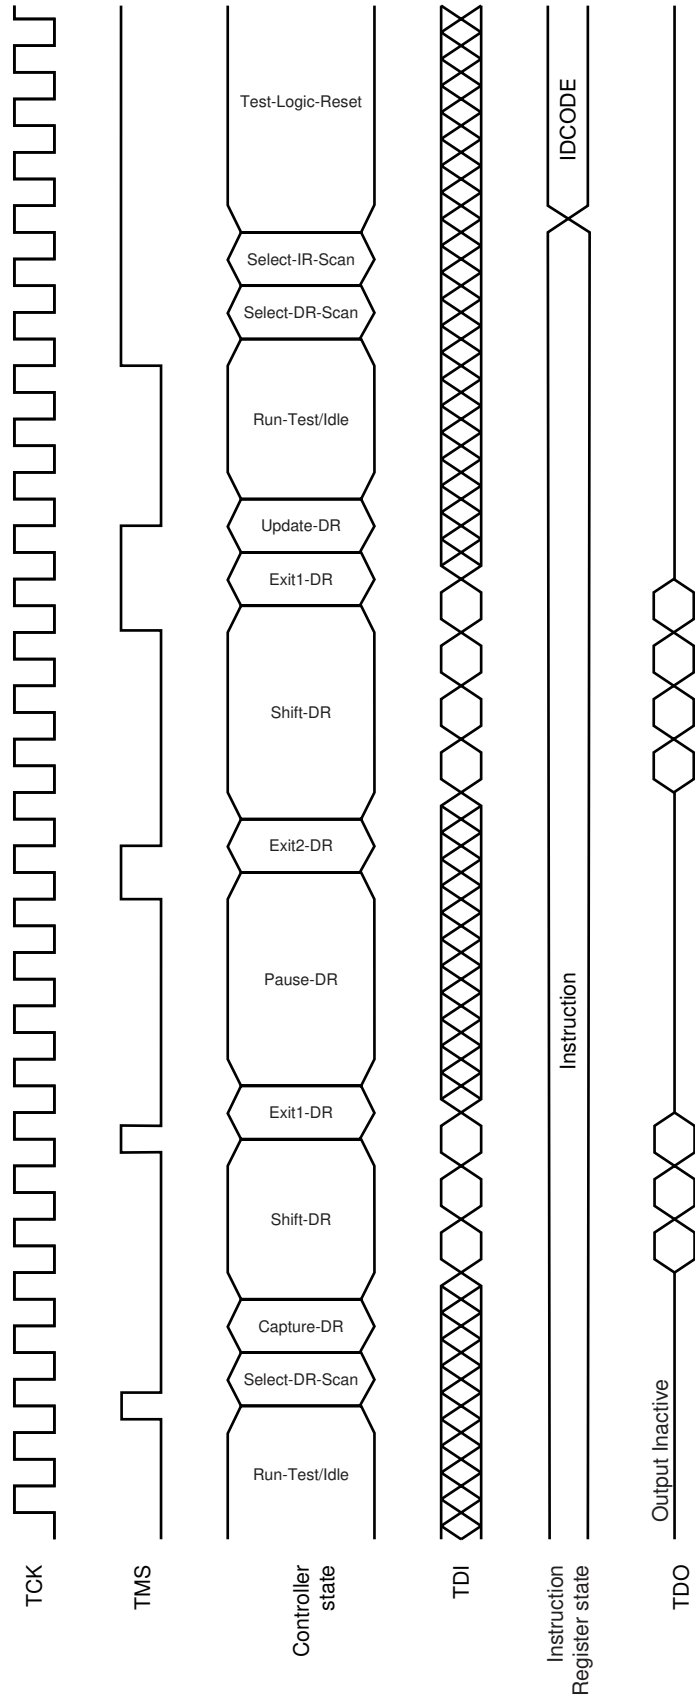 TCK
TMS
Controller
state
Run-Test/Idle
Select-DR-Scan
Capture-DR
Shift-DR
Exit1-DR
Pause-DR
Exit2-DR
Shift-DR
Exit1-DR
Update-DR
Run-Test/Idle
Select-DR-Scan
Select-IR-Scan
Test-Logic-Reset
TDI
Instruction
Register state
Instruction
IDCODE
TDO
Output Inactive